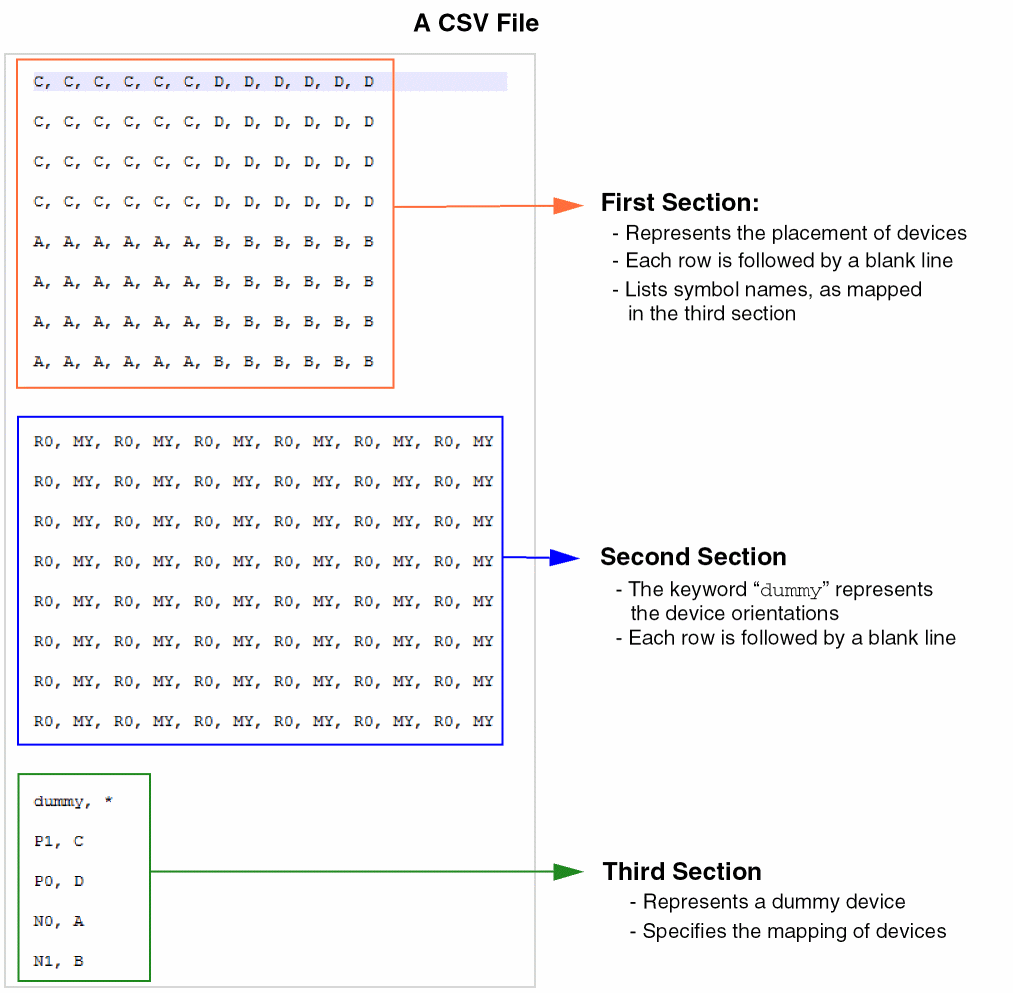 A CSV File
C, C, C, C, C, C, D, D, D, D, D, D
C, C, C, C, C, C, D, D, D, D, D, D
C, C, C, C, C, C, D, D, D, D, D, D
C, C, C, C, C, C, D, D, D, D, D, D
A, A, A, A, A, A, B, B, B, B, B, B
A, A, A, A, A, A, B, B, B, B, B, B
A, A, A, A, A, A, B, B, B, B, B, B
A, A, A, A, A, A, B, B, B, B, B, B
First Section:
- Represents the placement of devices
- Each row is followed by a blank line
- Lists symbol names, as mapped
in the third section
R0, MY, R0, MY, R0, MY, R0, MY, R0, MY, R0, MY
R0, MY, R0, MY, R0, MY, R0, MY, R0, MY, R0, MY
R0, MY, R0, MY, R0, MY, R0, MY, R0, MY, R0, MY
R0, MY, R0, MY, R0, MY, R0, MY, R0, MY, R0, MY
R0, MY, R0, MY, R0, MY, R0, MY, R0, MY, R0, MY
R0, MY, R0, MY, R0, MY, R0, MY, R0, MY, R0, MY
R0, MY, R0, MY, R0, MY, R0, MY, R0, MY, R0, MY
R0, MY, R0, MY, R0, MY, R0, MY, R0, MY, R0, MY
Second Section
- The keyword “dummy” represents
the device orientations
- Each row is followed by a blank line
dummy, *
P1, C
P0, D
N0, A
N1, B
Third Section
- Represents a dummy device
- Specifies the mapping of devices